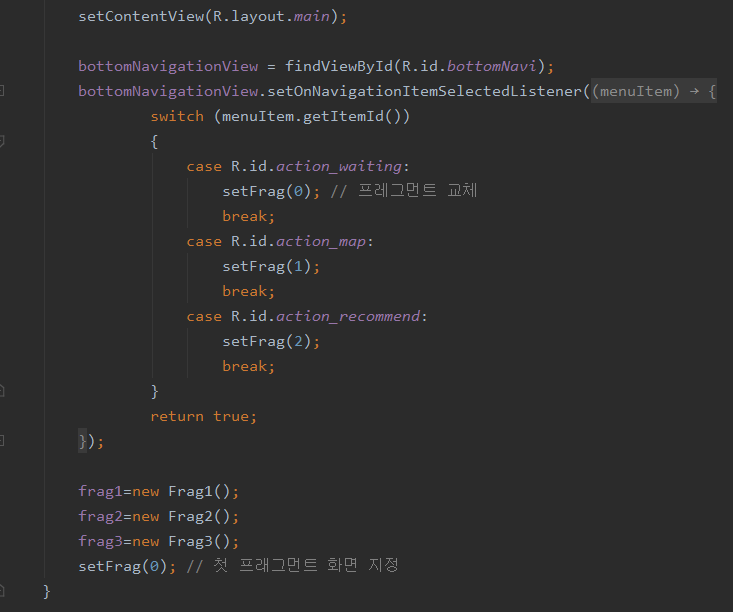 setContentView(R.layout.main);
bottomNavigationView = findViewById(R.id.bottomNavi);
bottomNavigationView.setOnNavigationItemSelectedListener((menuItem) → {
switch (menuItem.getItemId())
{
case R.id.action_waiting:
setFrag(0); // 프레그먼트 교체
break;
case R.id.action_map:
setFrag(1);
break;
case R.id.action_recommend:
setFrag(2);
break;
}
return true;
});
frag1=new Frag1();
frag2=new Frag2();
frag3=new Frag3();
setFrag(0); // 첫 프래그먼트 화면 지정
}